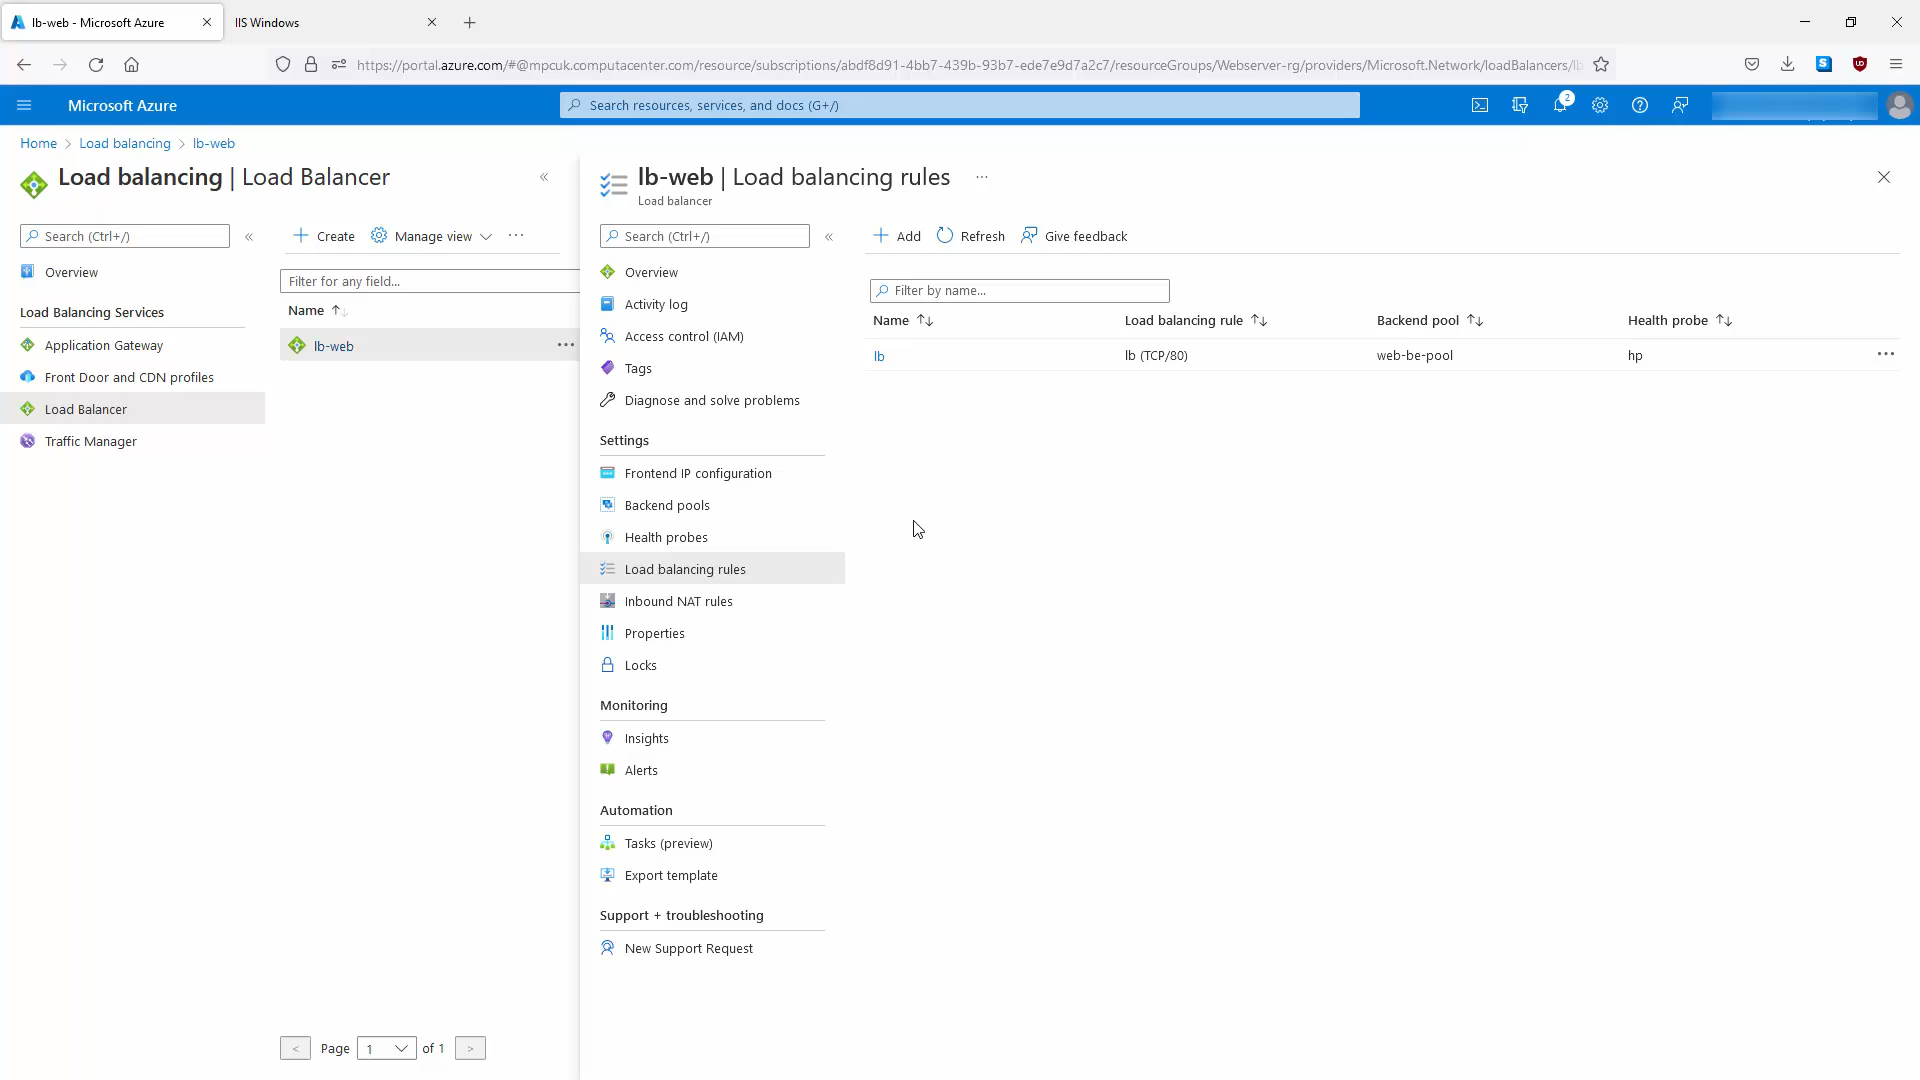 lb-web - Microsoft Azure
IIS Windows
https://portal.azure.com/#@mpcuk.computacenter.com/resource/subscriptions/abdf8d91-4bb7-439b-93b7-ede7e9d7a2c7/resourceGroups/Webserver-rg/providers/Microsoft.Network/loadBalancers/lb
Microsoft Azure
Search resources, services, and docs (G+/)
2
Home > Load balancing > lb-web
Load balancing | Load Balancer
Search (Ctrl+/)
Overview
Load Balancing Services
Application Gateway
Front Door and CDN profiles
Load Balancer
Traffic Manager
Create
Manage view
Filter for any field...
Name
lb-web
Page 1 of 1
lb-web | Load balancing rules
Load balancer
Search (Ctrl+/)
Overview
Activity log
Access control (IAM)
Tags
Diagnose and solve problems
Settings
Frontend IP configuration
Backend pools
Health probes
Load balancing rules
Inbound NAT rules
Properties
Locks
Monitoring
Insights
Alerts
Automation
Tasks (preview)
Export template
Support + troubleshooting
New Support Request
Add
Refresh
Give feedback
Filter by name...
Name Load balancing rule Backend pool Health probe
lb lb (TCP/80) web-be-pool hp